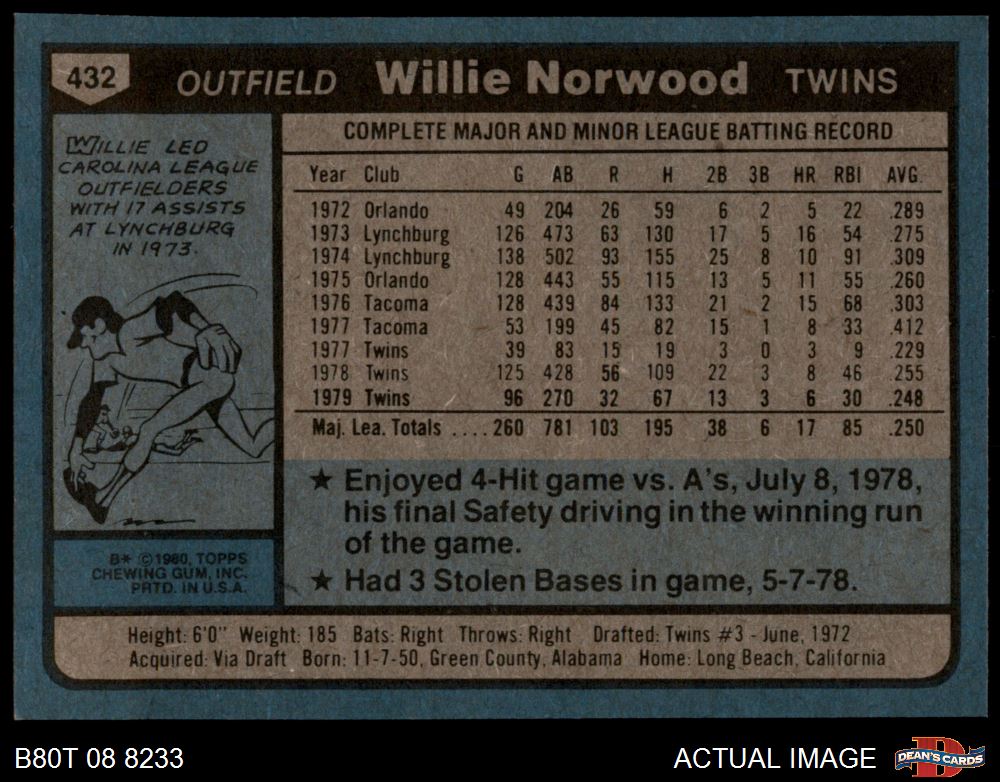 432 OUTFIELD Willie Norwood TWINS
WILLIE LED
CAROLINA LEAGUE
OUTFIELDERS
WITH 17 ASSISTS
AT LYNCHBURG
IN 1973.
B* ©1980, TOPPS
CHEWING GUM, INC.
PRTD. IN U.S.A.
COMPLETE MAJOR AND MINOR LEAGUE BATTING RECORD
Year Club G AB R H 2B 3B HR RBI AVG.
1972 Orlando 49 204 26 59 6 2 5 22 .289
1973 Lynchburg 126 473 63 130 17 5 16 54 .275
1974 Lynchburg 138 502 93 155 25 8 10 91 .309
1975 Orlando 128 443 55 115 13 5 11 55 .260
1976 Tacoma 128 439 84 133 21 2 15 68 .303
1977 Tacoma 53 199 45 82 15 1 8 33 .412
1977 Twins 39 83 15 19 3 0 3 9 .229
1978 Twins 125 428 56 109 22 3 8 46 .255
1979 Twins 96 270 32 67 13 3 6 30 .248
Maj. Lea. Totals ....260 781 103 195 38 6 17 85 .250
★ Enjoyed 4-Hit game vs. A's, July 8, 1978,
his final Safety driving in the winning run
of the game.
★ Had 3 Stolen Bases in game, 5-7-78.
Height: 6'0" Weight: 185 Bats: Right Throws: Right Drafted: Twins #3 - June, 1972
Acquired: Via Draft Born: 11-7-50, Green County, Alabama Home: Long Beach, California
B80T 08 8233 ACTUAL IMAGE D DEAN'S CARDS